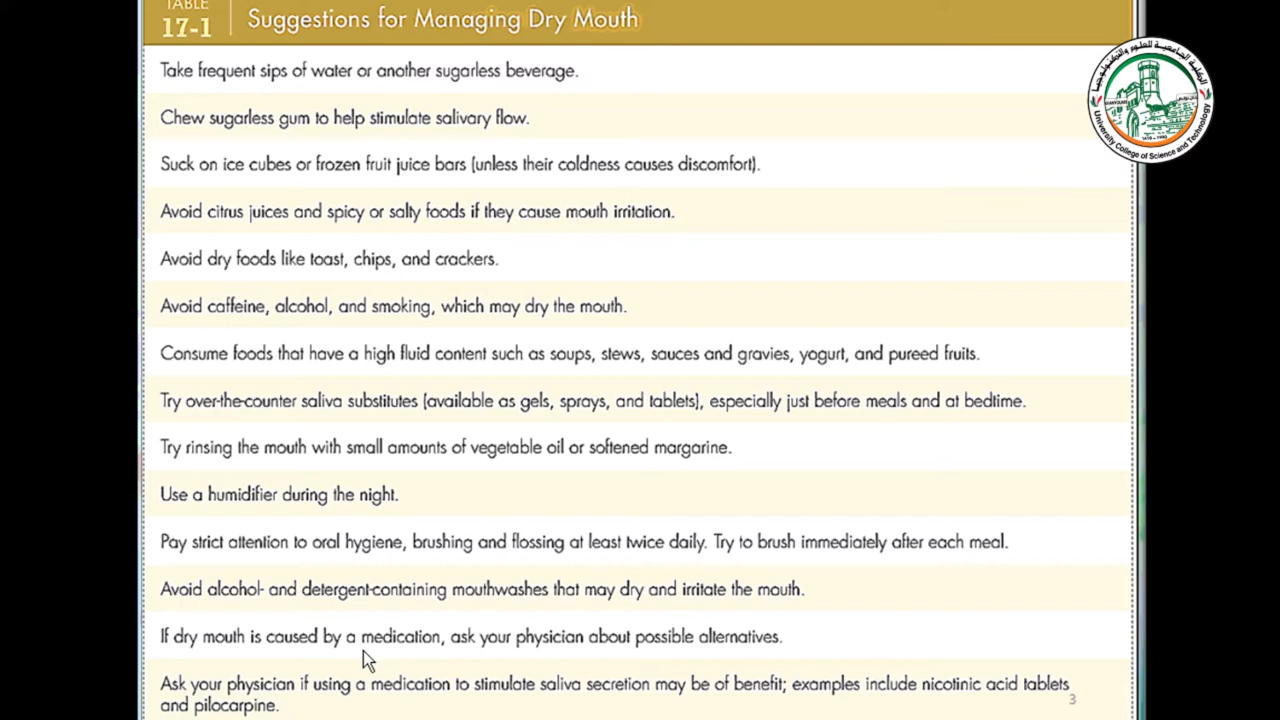 TABLE
17-1
Suggestions for Managing Dry Mouth
Take frequent sips of water or another sugarless beverage.
Chew sugarless gum to help stimulate salivary flow.
Suck on ice cubes or frozen fruit juice bars (unless their coldness causes discomfort).
Avoid citrus juices and spicy or salty foods if they cause mouth irritation.
Avoid dry foods like toast, chips, and crackers.
Avoid caffeine, alcohol, and smoking, which may dry the mouth.
Consume foods that have a high fluid content such as soups, stews, sauces and gravies, yogurt, and pureed fruits.
Try over-the-counter saliva substitutes (available as gels, sprays, and tablets), especially just before meals and at bedtime.
Try rinsing the mouth with small amounts of vegetable oil or softened margarine.
Use a humidifier during the night.
Pay strict attention to oral hygiene, brushing and flossing at least twice daily. Try to brush immediately after each meal.
Avoid alcohol- and detergent-containing mouthwashes that may dry and irritate the mouth.
If dry mouth is caused by a medication, ask your physician about possible alternatives.
Ask your physician if using a medication to stimulate saliva secretion may be of benefit; examples include nicotinic acid tablets
and pilocarpine.
3
الكلية الجامعية للعلوم والتكنولوجيا
University College of Science and Technology